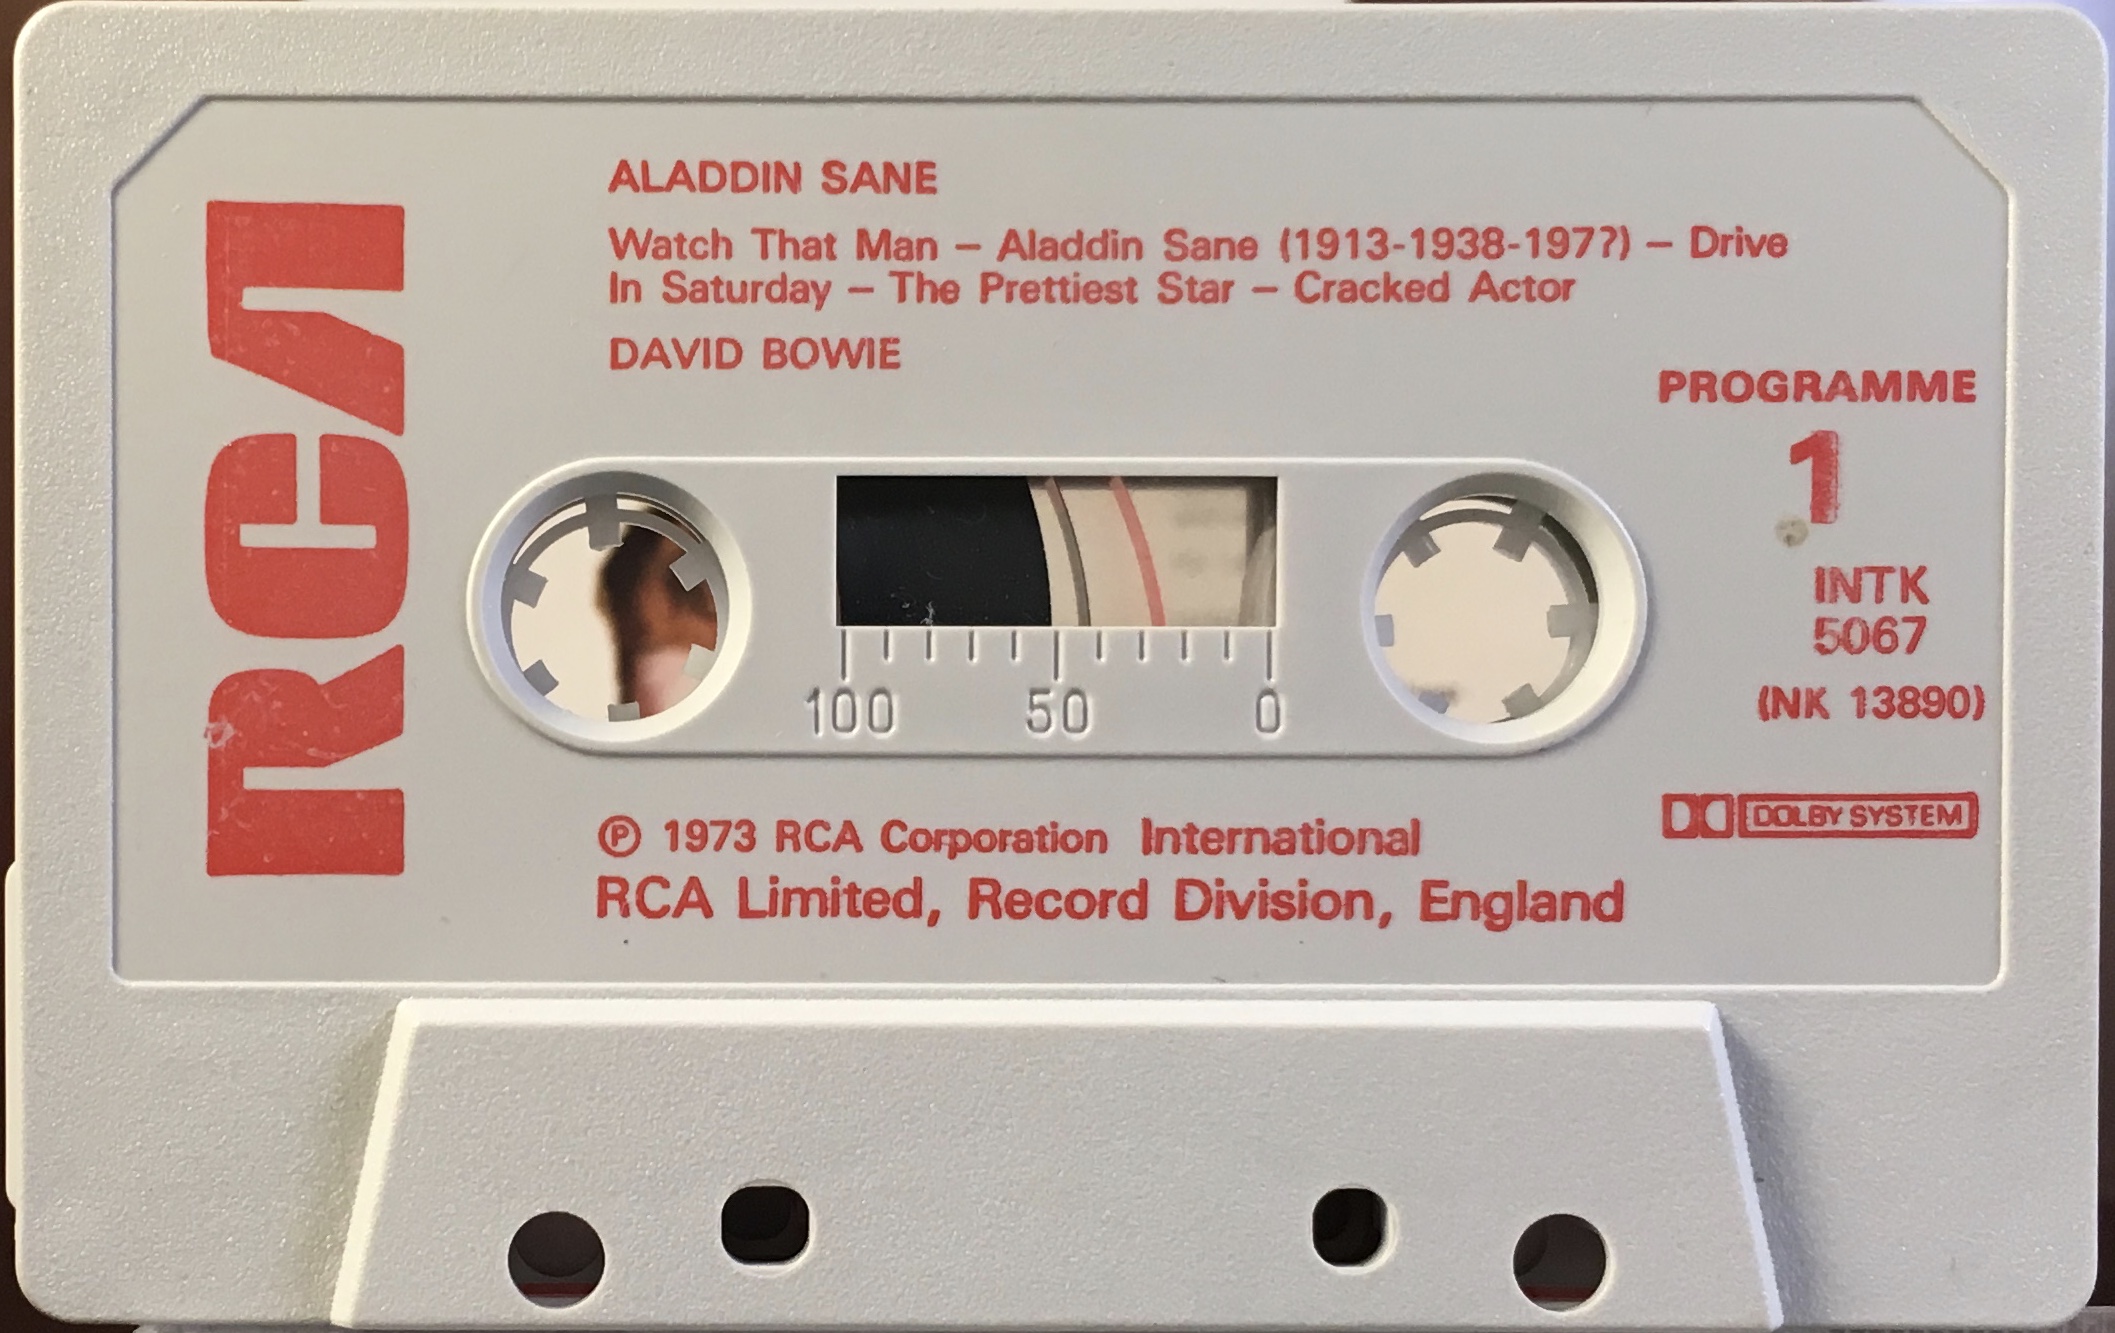 RCA
ALADDIN SANE
Watch That Man – Aladdin Sane (1913-1938-197?) – Drive
In Saturday – The Prettiest Star – Cracked Actor
DAVID BOWIE
PROGRAMME
1
INTK
5067
(NK 13890)
100 50 0
DOLBY SYSTEM
℗ 1973 RCA Corporation International
RCA Limited, Record Division, England